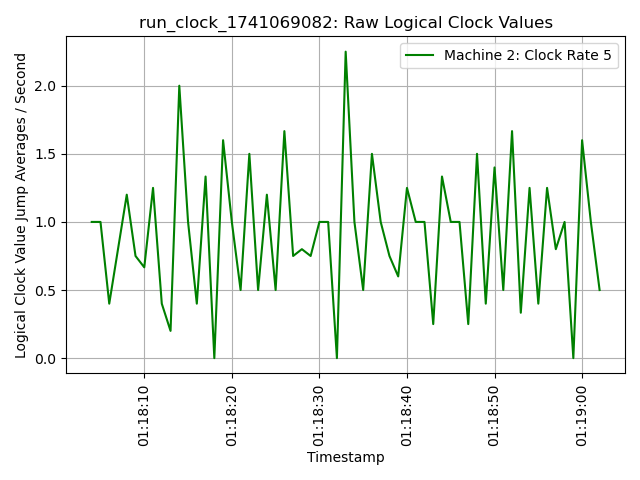 run_clock_1741069082: Raw Logical Clock Values
Machine 2: Clock Rate 5
Logical Clock Value Jump Averages / Second
2.0
1.5
1.0
0.5
0.0
01:18:10
01:18:20
01:18:30
01:18:40
01:18:50
01:19:00
Timestamp